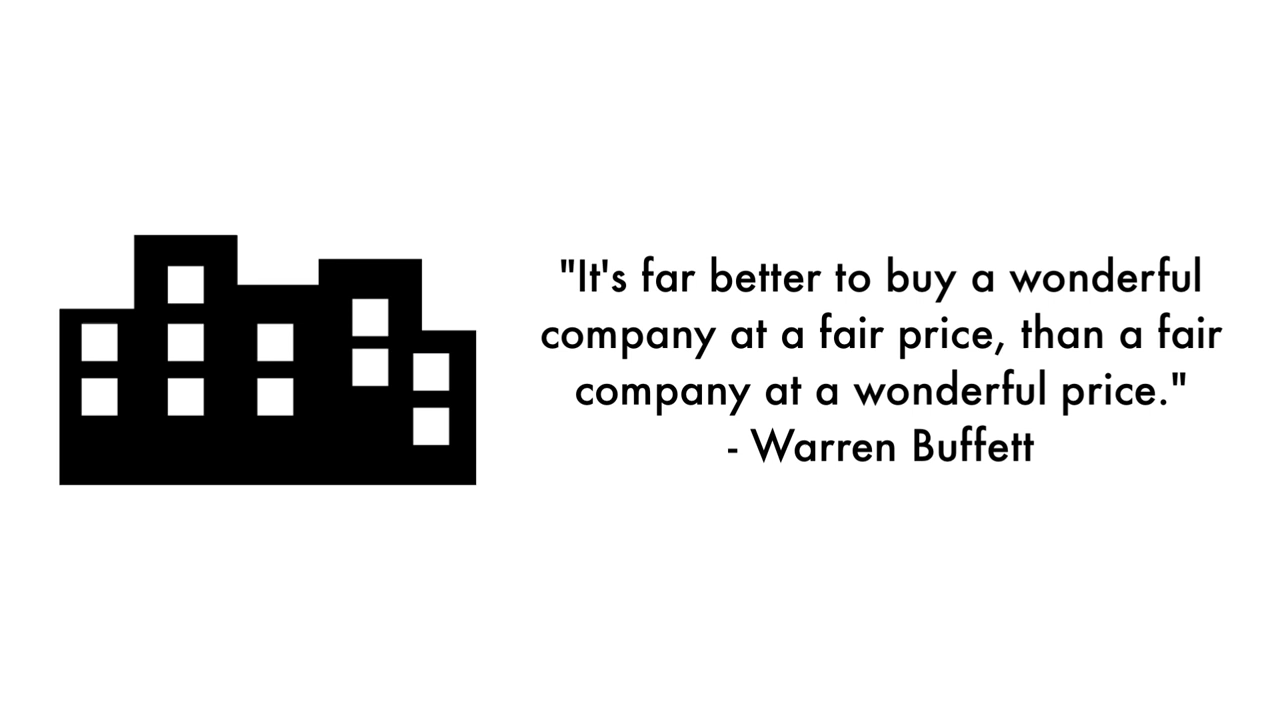 "It's far better to buy a wonderful
company at a fair price, than a fair
company at a wonderful price."
- Warren Buffett